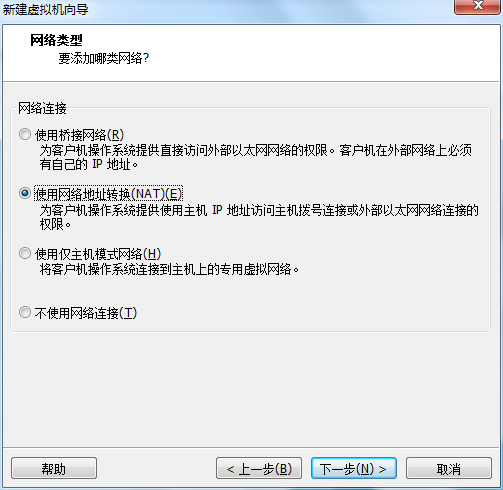 新建虚拟机向导
网络类型
要添加哪类网络?
网络连接
使用桥接网络(R)
为客户机操作系统提供直接访问外部以太网网络的权限。客户机在外部网络上必须
有自己的 IP 地址。
使用网络地址转换(NAT)(E)
为客户机操作系统提供使用主机 IP 地址访问主机拨号连接或外部以太网网络连接的
权限。
使用仅主机模式网络(H)
将客户机操作系统连接到主机上的专用虚拟网络。
不使用网络连接(T)
帮助
< 上一步(B)
下一步(N) >
取消